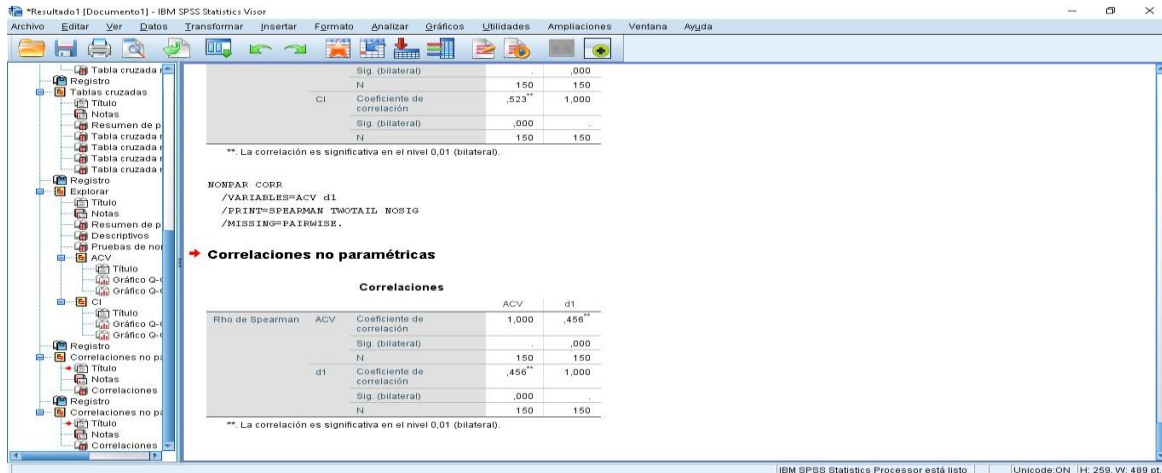 *Resultado1 [Documento1] - IBM SPSS Statistics Visor
Archivo Editar Ver Datos Transformar Insertar Formato Analizar Gráficos Utilidades Ampliaciones Ventana Ayuda
Tabla cruzada
Registro
Tablas cruzadas
Título
Notas
Resumen de p
Tabla cruzada
Tabla cruzada
Tabla cruzada
Tabla cruzada
Registro
Explorar
Título
Notas
Resumen de p
Descriptivos
Pruebas de nor
ACV
Título
Gráfico Q-
Gráfico Q-
CI
Título
Gráfico Q-
Gráfico Q-
Registro
Correlaciones no pa
Título
Notas
Correlaciones
Registro
Correlaciones no pa
Título
Notas
Correlaciones
Sig. (bilateral) . ,000
N 150 150
CI Coeficiente de correlación ,523** 1,000
Sig. (bilateral) ,000 .
N 150 150
**. La correlación es significativa en el nivel 0,01 (bilateral).
NONPAR CORR
/VARIABLES=ACV d1
/PRINT=SPEARMAN TWOTAIL NOSIG
/MISSING=PAIRWISE.
Correlaciones no paramétricas
Correlaciones
ACV d1
Rho de Spearman ACV Coeficiente de correlación 1,000 ,456**
Sig. (bilateral) . ,000
N 150 150
d1 Coeficiente de correlación ,456** 1,000
Sig. (bilateral) ,000 .
N 150 150
**. La correlación es significativa en el nivel 0,01 (bilateral).
IBM SPSS Statistics Processor está listo Unicode:ON H: 259, W: 489 pt.